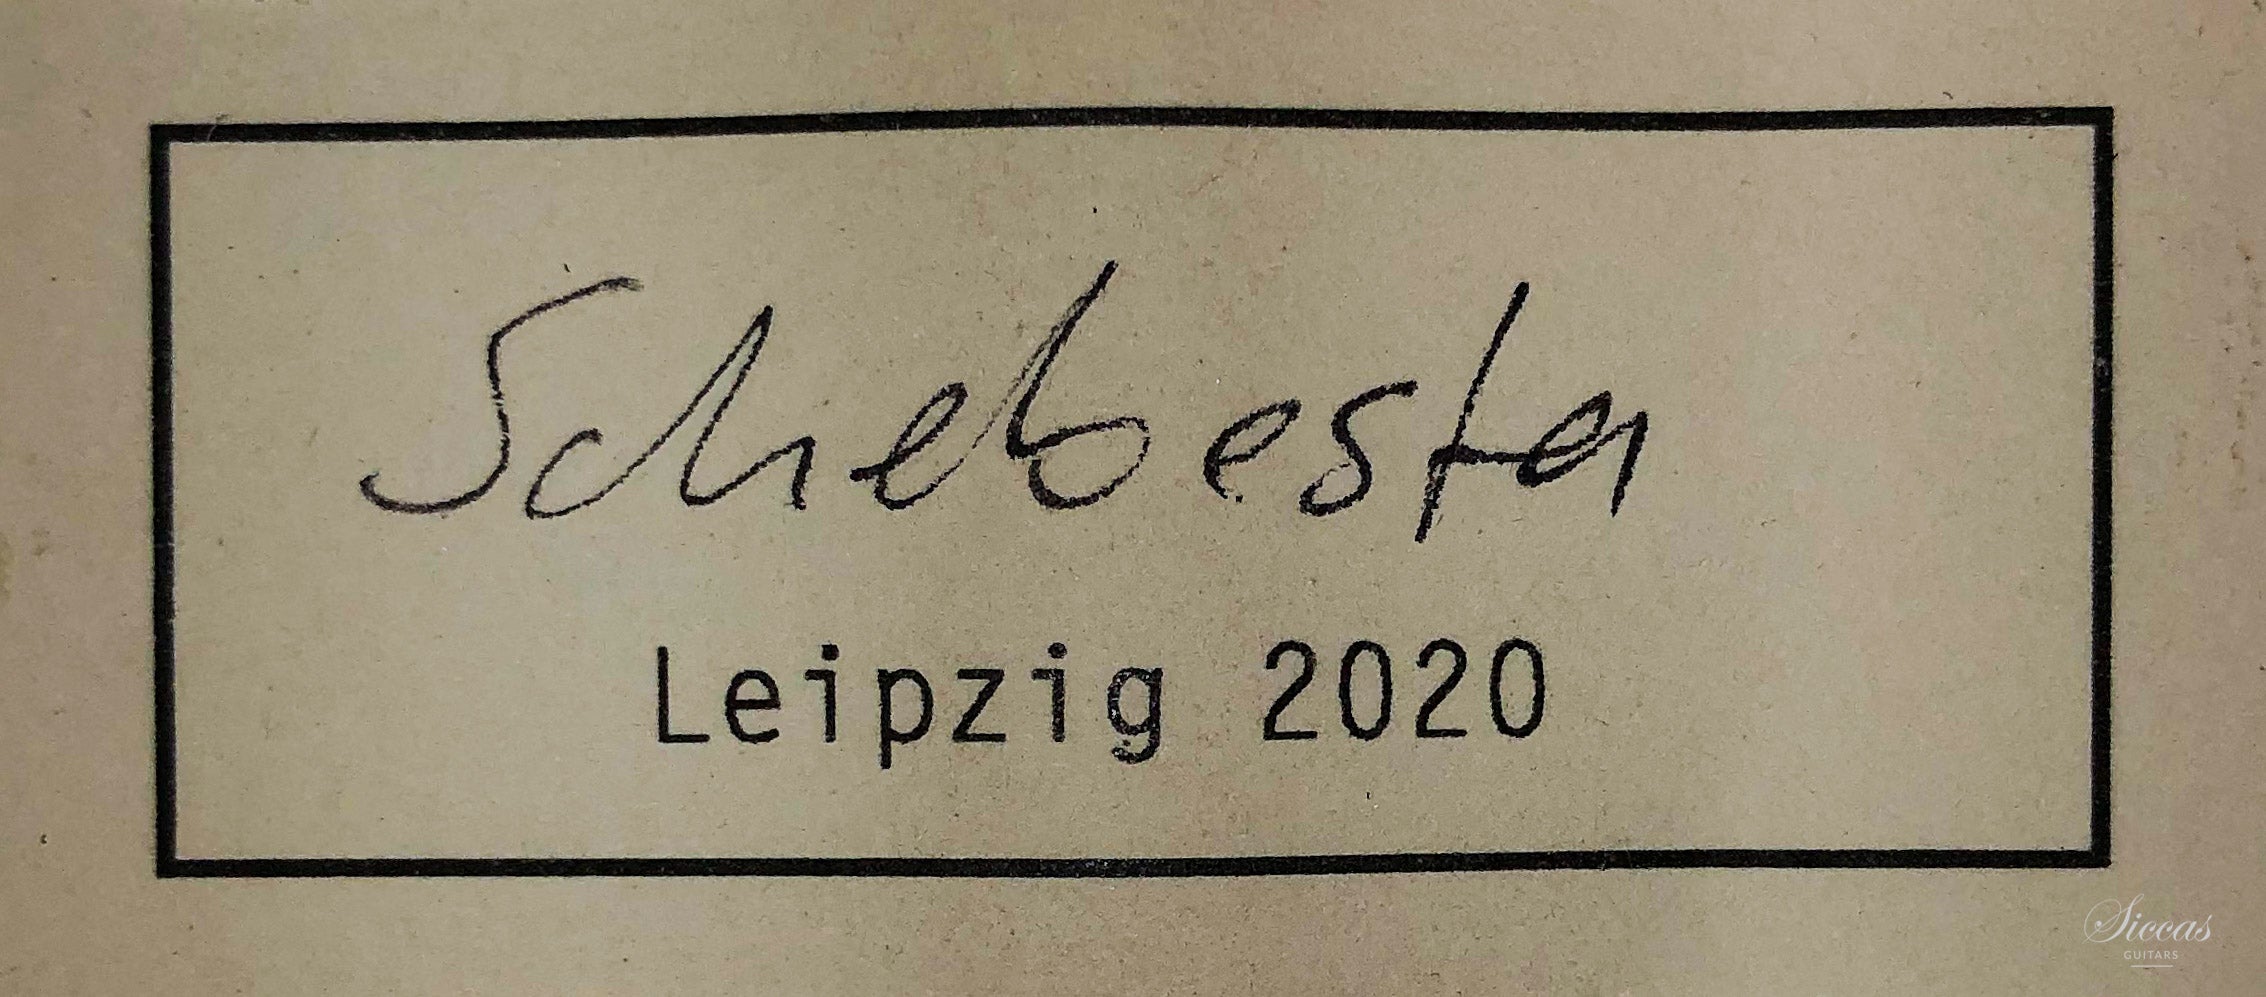 Schebesta
Leipzig 2020
Siccas
GUITARS